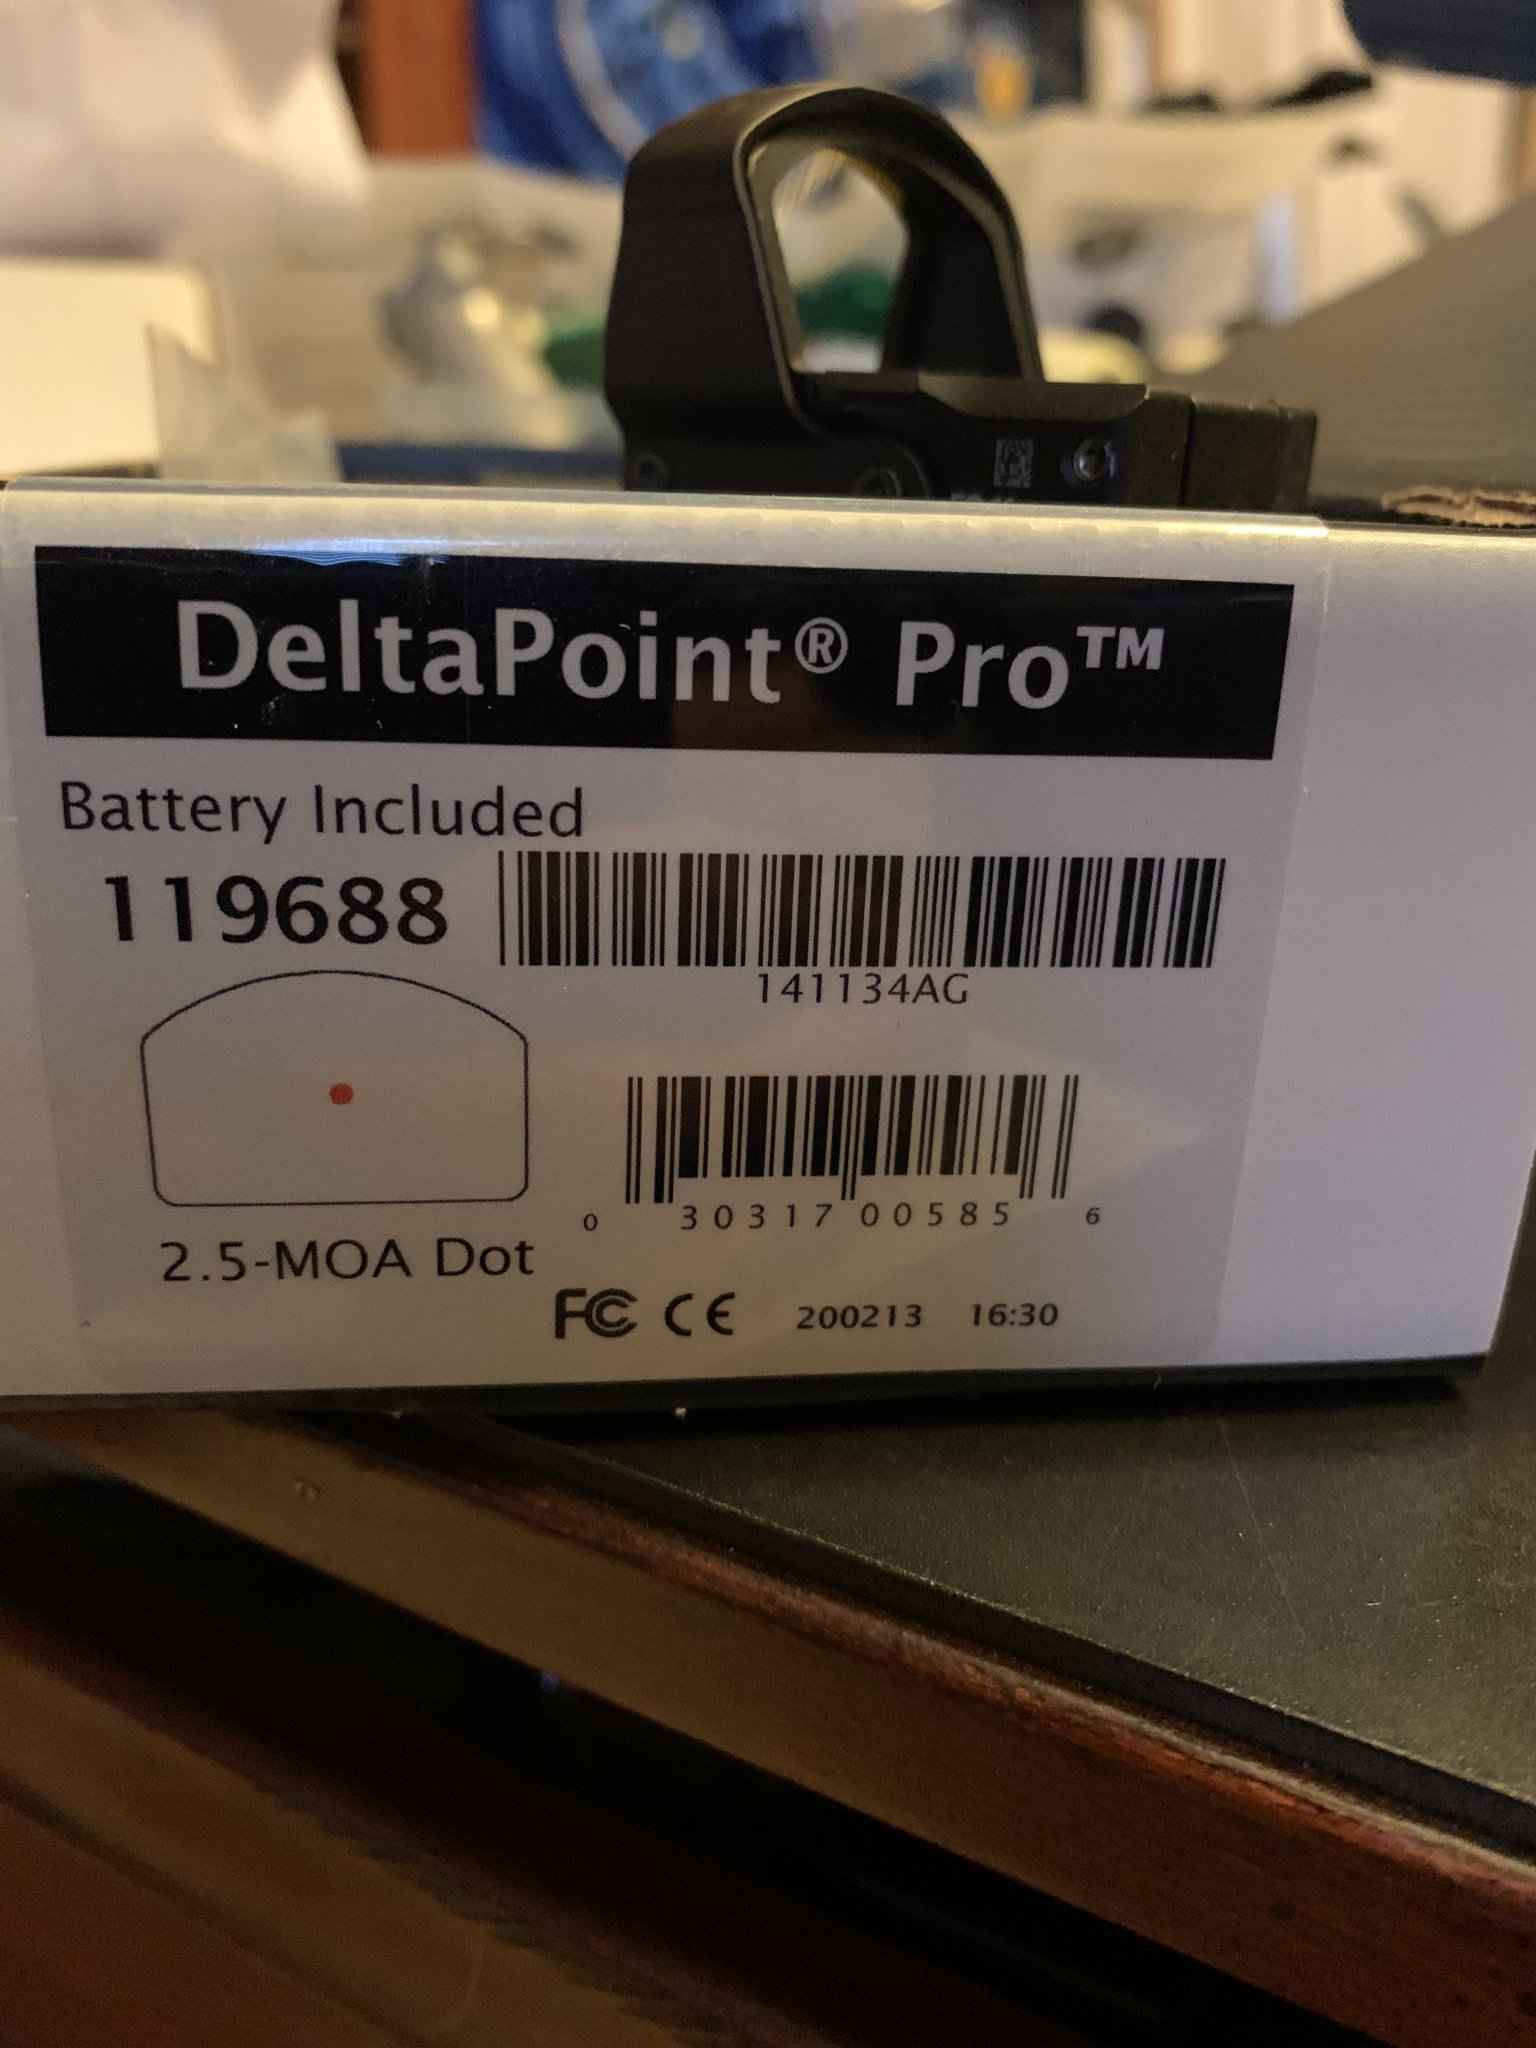 DeltaPoint® Pro™
Battery Included
119688
141134AG
0 30317 00585 6
2.5-MOA Dot
FC CE 200213 16:30